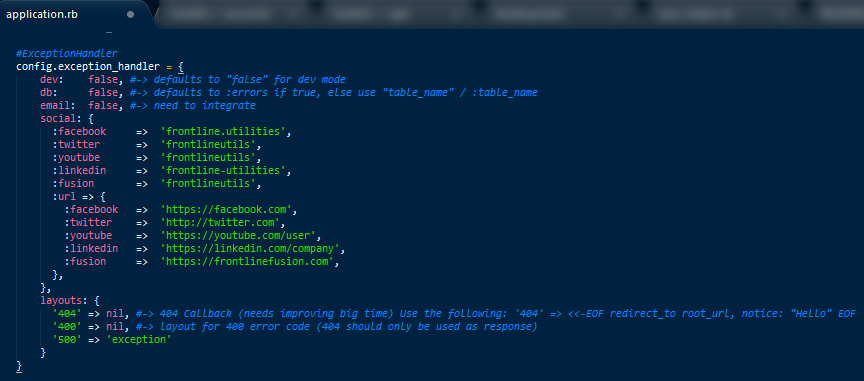 application.rb
#ExceptionHandler
config.exception_handler = {
dev: false, #-> defaults to "false" for dev mode
db: false, #-> defaults to :errors if true, else use "table_name" / :table_name
email: false, #-> need to integrate
social: {
:facebook => 'frontline.utilities',
:twitter => 'frontlineutils',
:youtube => 'frontlineutils',
:linkedin => 'frontline-utilities',
:fusion => 'frontlineutils',
:url => {
:facebook => 'https://facebook.com',
:twitter => 'http://twitter.com',
:youtube => 'https://youtube.com/user',
:linkedin => 'https://linkedin.com/company',
:fusion => 'https://frontlinefusion.com',
},
},
layouts: {
'404' => nil, #-> 404 Callback (needs improving big time) Use the following: '404' => <<-EOF redirect_to root_url, notice: "Hello" EOF
'400' => nil, #-> layout for 400 error code (404 should only be used as response)
'500' => 'exception'
}
}